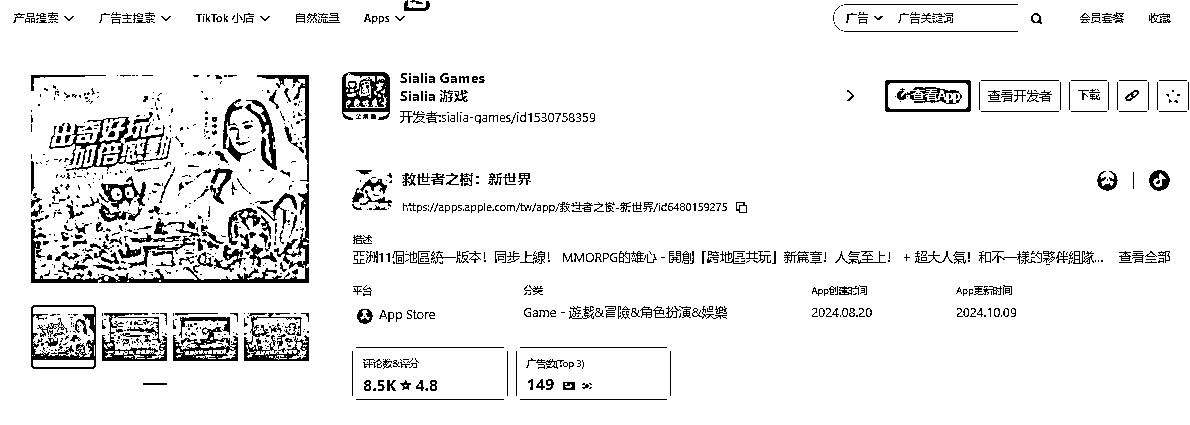 产品搜索
广告主搜索
TikTok 小店
自然流量
Apps
广告
广告关键词
会员套餐
收藏
出奇好玩
加倍感動
Sialia Games
Sialia 游戏
开发者:sialia-games/id1530758359
查看App
查看开发者
下载
救世者之樹：新世界
https://apps.apple.com/tw/app/救世者之樹-新世界/id6480159275
描述
亞洲11個地區統一版本！同步上線！ MMORPG的雄心 - 開創「跨地區共玩」新篇章！人氣至上！ + 超大人氣！和不一樣的夥伴組隊...
查看全部
平台
分类
App创建时间
App更新时间
App Store
Game - 遊戲&冒險&角色扮演&娛樂
2024.08.20
2024.10.09
评论数&评分
广告数(Top 3)
8.5K ★ 4.8
149